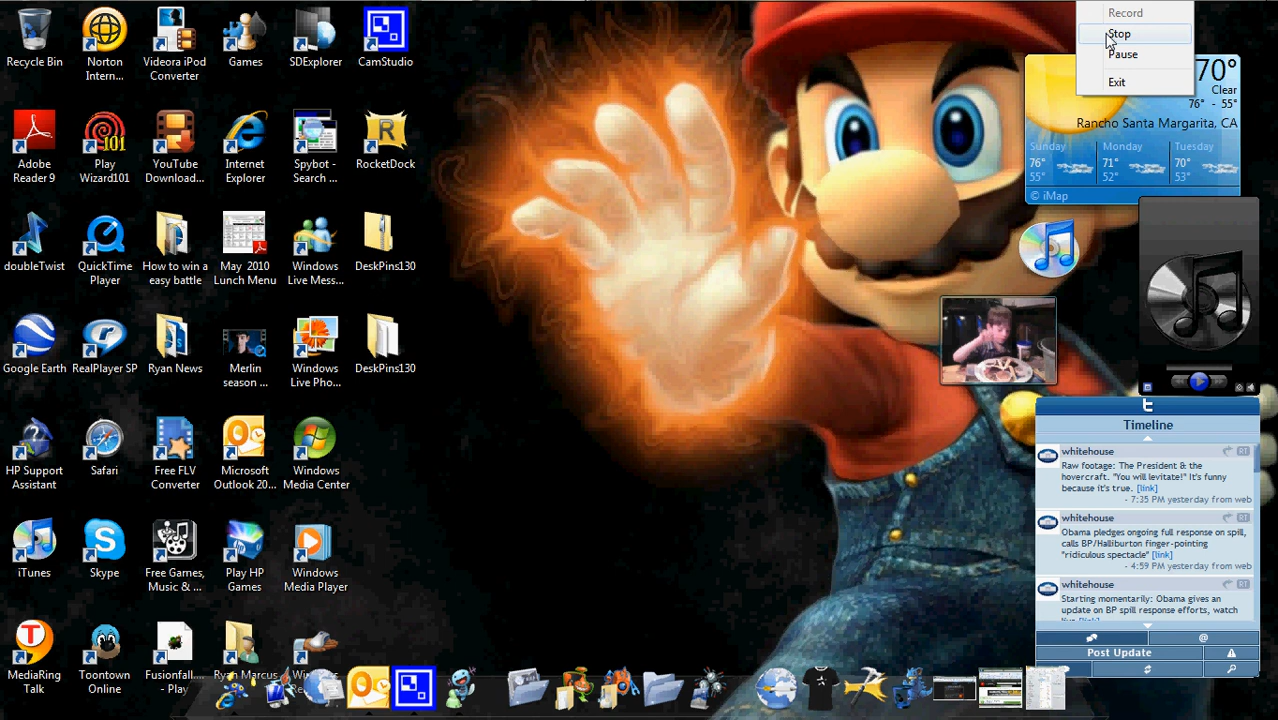 Recycle Bin
Norton
Intern...
Videora iPod
Converter
Games
SDExplorer
CamStudio
Adobe
Reader 9
Play
Wizard101
YouTube
Download...
Internet
Explorer
Spybot -
Search ...
RocketDock
doubleTwist
QuickTime
Player
How to win a
easy battle
May 2010
Lunch Menu
Windows
Live Mess...
DeskPins130
Google Earth
RealPlayer SP
Ryan News
Merlin
season ...
Windows
Live Pho...
DeskPins130
HP Support
Assistant
Safari
Free FLV
Converter
Microsoft
Outlook 20...
Windows
Media Center
iTunes
Skype
Free Games,
Music & ...
Play HP
Games
Windows
Media Player
MediaRing
Talk
Toontown
Online
Fusionfall....
- Play
Ryan Marcus
Record
Stop
Pause
Exit
70°
Clear
76° - 55°
Rancho Santa Margarita, CA
Sunday
76°
55°
Monday
71°
52°
Tuesday
70°
53°
© iMap
Timeline
whitehouse
RT
Raw footage: The President & the
hovercraft. "You will levitate!" It's funny
because it's true. [link]
- 7:35 PM yesterday from web
whitehouse
RT
Obama pledges ongoing full response on spill,
calls BP/Halliburton finger-pointing
"ridiculous spectacle" [link]
- 4:59 PM yesterday from web
whitehouse
RT
Starting momentarily: Obama gives an
update on BP spill response efforts, watch
@
Post Update